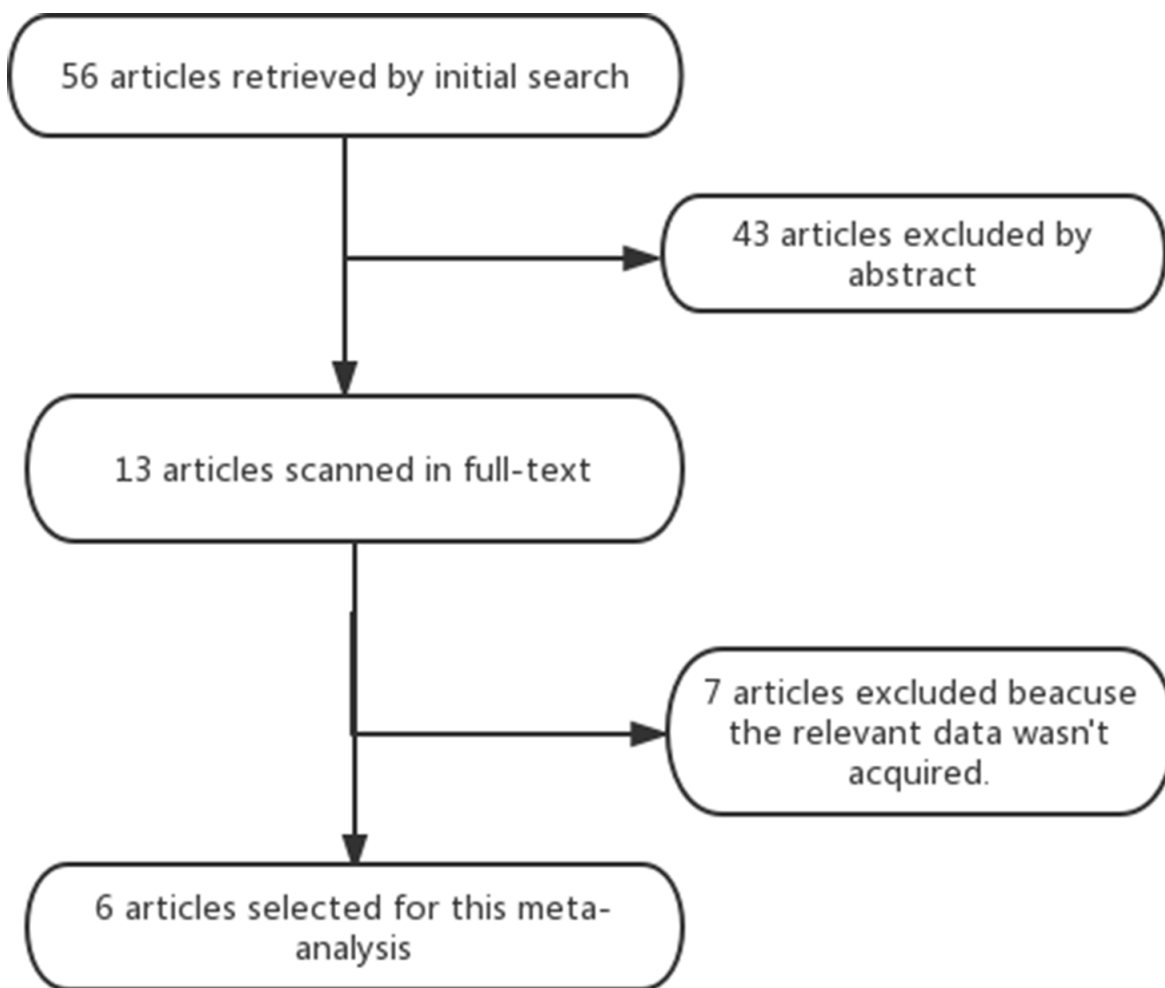 56 articles retrieved by initial search
43 articles excluded by
abstract
13 articles scanned in full-text
7 articles excluded beacuse
the relevant data wasn't
acquired.
6 articles selected for this meta-
analysis